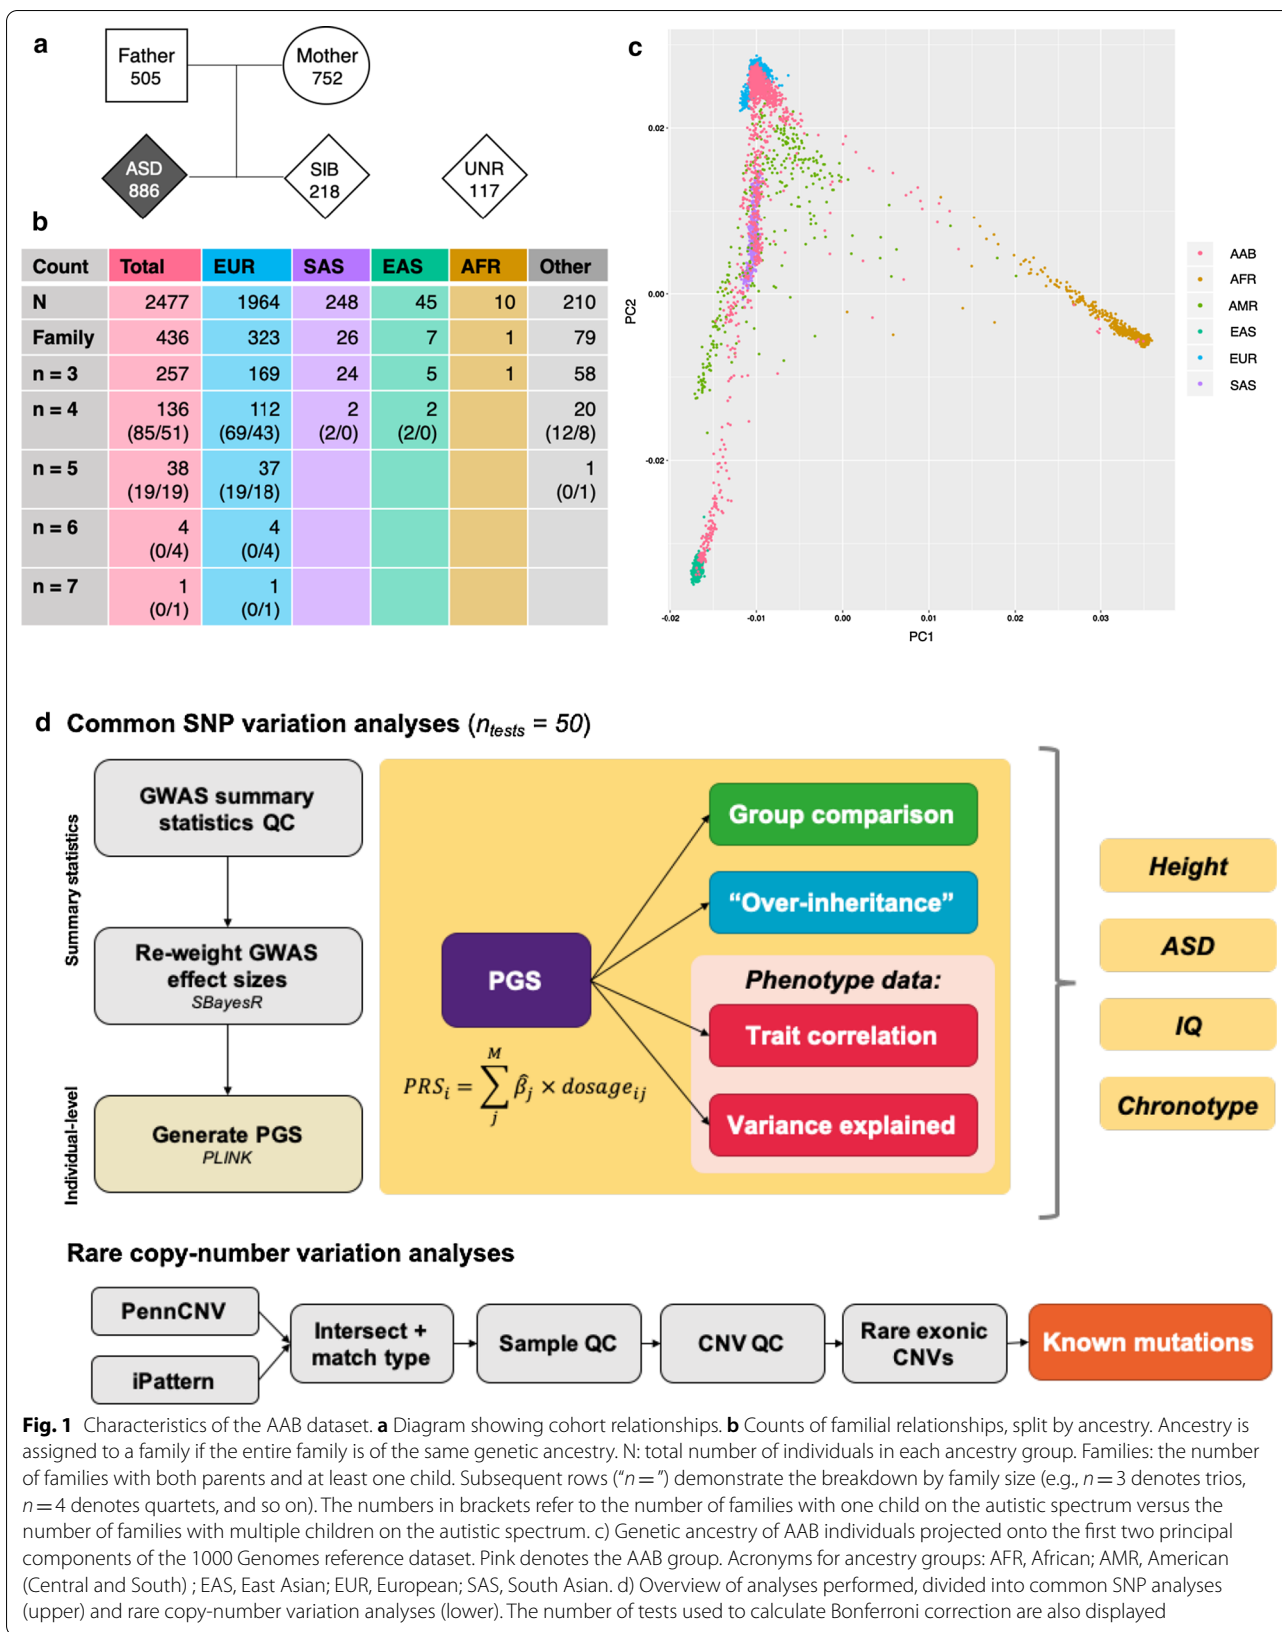 a
Father
505
Mother
752
ASD
886
SIB
218
UNR
117
b
Count Total EUR SAS EAS AFR Other
N 2477 1964 248 45 10 210
Family 436 323 26 7 1 79
n = 3 257 169 24 5 1 58
n = 4 136 112 2 2 20
(85/51) (69/43) (2/0) (2/0) (12/8)
n = 5 38 37 1
(19/19) (19/18) (0/1)
n = 6 4 4
(0/4) (0/4)
n = 7 1 1
(0/1) (0/1)
c
0.02
0.00
-0.02
PC2
-0.02 -0.01 0.00 0.01 0.02 0.03
PC1
AAB
AFR
AMR
EAS
EUR
SAS
d Common SNP variation analyses (n_tests = 50)
Summary statistics
Individual-level
GWAS summary
statistics QC
Re-weight GWAS
effect sizes
SBayesR
Generate PGS
PLINK
PGS
PRS_i = ∑_j^M β̂_j × dosage_ij
Group comparison
“Over-inheritance”
Phenotype data:
Trait correlation
Variance explained
Height
ASD
IQ
Chronotype
Rare copy-number variation analyses
PennCNV
iPattern
Intersect +
match type
Sample QC
CNV QC
Rare exonic
CNVs
Known mutations
Fig. 1 Characteristics of the AAB dataset. a Diagram showing cohort relationships. b Counts of familial relationships, split by ancestry. Ancestry is
assigned to a family if the entire family is of the same genetic ancestry. N: total number of individuals in each ancestry group. Families: the number
of families with both parents and at least one child. Subsequent rows (“n = ”) demonstrate the breakdown by family size (e.g., n = 3 denotes trios,
n = 4 denotes quartets, and so on). The numbers in brackets refer to the number of families with one child on the autistic spectrum versus the
number of families with multiple children on the autistic spectrum. c) Genetic ancestry of AAB individuals projected onto the first two principal
components of the 1000 Genomes reference dataset. Pink denotes the AAB group. Acronyms for ancestry groups: AFR, African; AMR, American
(Central and South) ; EAS, East Asian; EUR, European; SAS, South Asian. d) Overview of analyses performed, divided into common SNP analyses
(upper) and rare copy-number variation analyses (lower). The number of tests used to calculate Bonferroni correction are also displayed